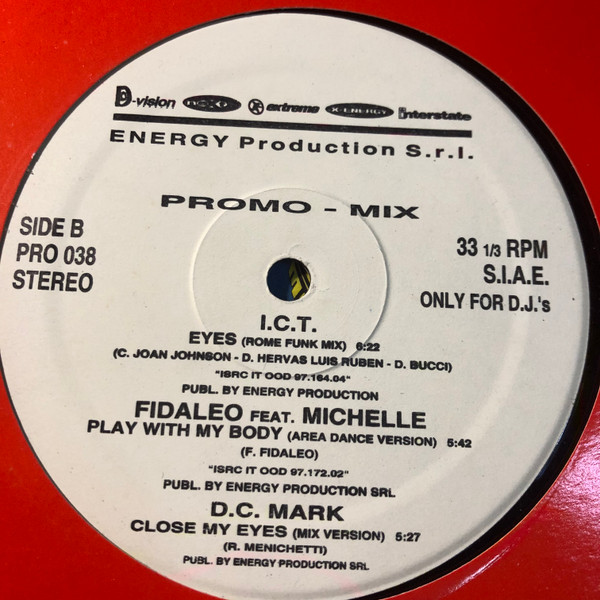 D-vision next extreme X-ENERGY interstate
ENERGY Production S.r.l.
PROMO - MIX
SIDE B
PRO 038
STEREO
33 1/3 RPM
S.I.A.E.
ONLY FOR D.J.'s
I.C.T.
EYES (ROME FUNK MIX) 6:22
(C. JOAN JOHNSON - D. HERVAS LUIS RUBEN - D. BUCCI)
"ISRC IT OOD 97.164.04"
PUBL. BY ENERGY PRODUCTION
FIDALEO FEAT. MICHELLE
PLAY WITH MY BODY (AREA DANCE VERSION) 5:42
(F. FIDALEO)
"ISRC IT OOD 97.172.02"
PUBL. BY ENERGY PRODUCTION SRL
D.C. MARK
CLOSE MY EYES (MIX VERSION) 5:27
(R. MENICHETTI)
PUBL. BY ENERGY PRODUCTION SRL